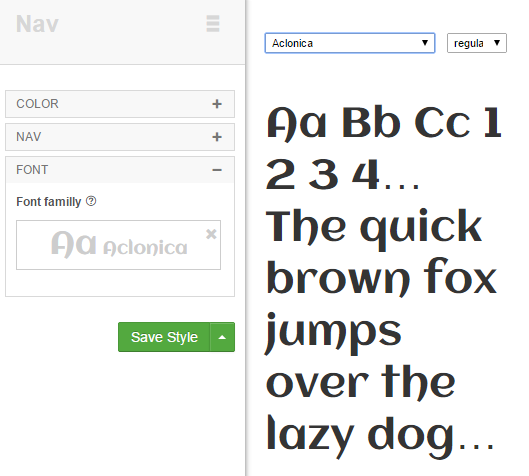 Nav
COLOR
NAV
FONT
Font familly
Aa Aclonica
Save Style
Aclonica
regula
Aa Bb Cc 1
2 3 4...
The quick
brown fox
jumps
over the
lazy dog...